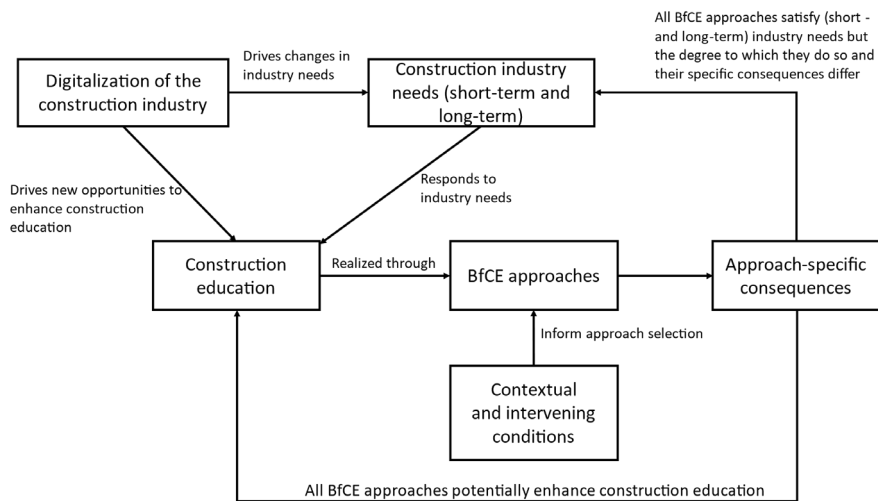 All BfCE approaches satisfy (short -
and long-term) industry needs but
the degree to which they do so and
their specific consequences differ
Drives changes in
industry needs
Digitalization of the
construction industry
Construction industry
needs (short-term and
long-term)
Drives new opportunities to
enhance construction
education
Responds to
industry needs
Construction
education
Realized through
BfCE approaches
Approach-specific
consequences
Inform approach selection
Contextual
and intervening
conditions
All BfCE approaches potentially enhance construction education